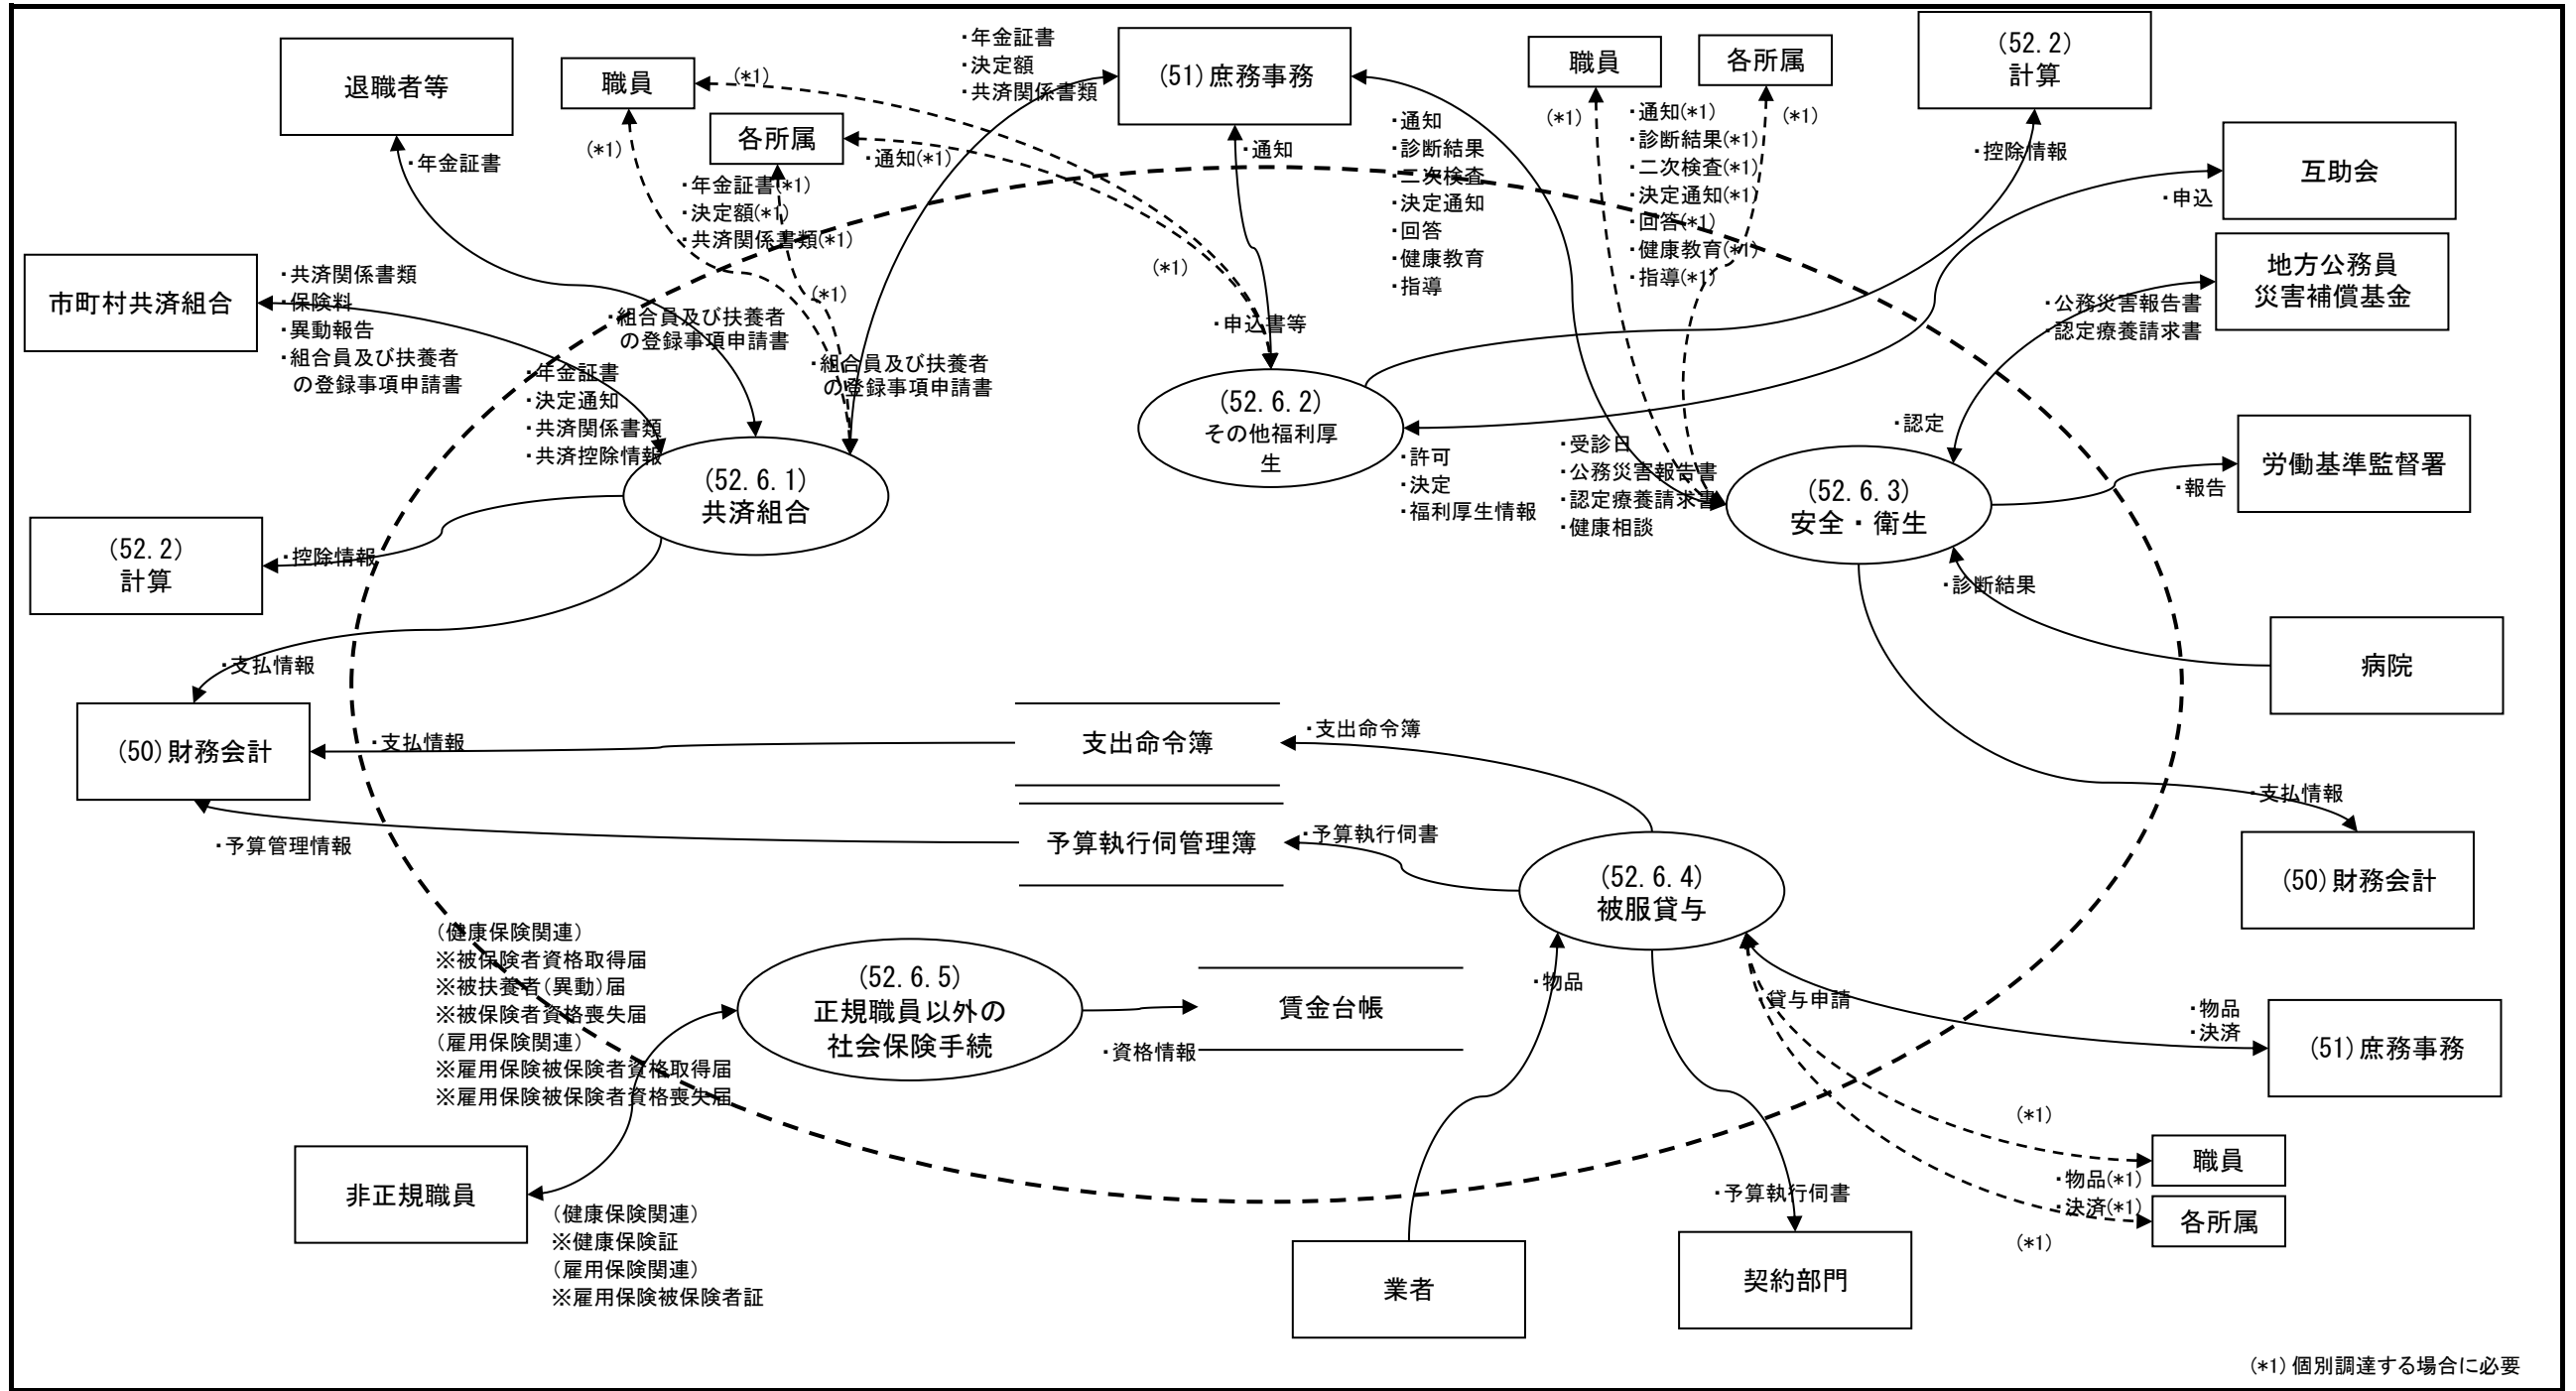 退職者等
職員
(*1)
・年金証書
・決定額
・共済関係書類
(51)庶務事務
職員
各所属
(52.2)
計算
(*1)
各所属
・通知(*1)
・年金証書
・通知
・通知
・診断結果
・二次検査
・決定通知
・回答
・健康教育
・指導
(*1)
・通知(*1)
・診断結果(*1)
・二次検査(*1)
・決定通知(*1)
・回答(*1)
・健康教育(*1)
・指導(*1)
(*1)
・控除情報
互助会
・申込
・年金証書(*1)
・決定額(*1)
・共済関係書類(*1)
(*1)
(*1)
市町村共済組合
・共済関係書類
・保険料
・異動報告
・組合員及び扶養者
の登録事項申請書
・組合員及び扶養者
の登録事項申請書
・組合員及び扶養者
の登録事項申請書
・申込書等
地方公務員
災害補償基金
・公務災害報告書
・認定療養請求書
・年金証書
・決定通知
・共済関係書類
・共済控除情報
(52.6.1)
共済組合
(52.6.2)
その他福利厚
生
・許可
・決定
・福利厚生情報
・受診日
・公務災害報告書
・認定療養請求書
・健康相談
・認定
(52.6.3)
安全・衛生
労働基準監督署
・報告
(52.2)
計算
・控除情報
・診断結果
病院
・支払情報
(50)財務会計
・支払情報
支出命令簿
・支出命令簿
・支払情報
・予算管理情報
予算執行伺管理簿
・予算執行伺書
(52.6.4)
被服貸与
(50)財務会計
(健康保険関連)
※被保険者資格取得届
※被扶養者(異動)届
※被保険者資格喪失届
(雇用保険関連)
※雇用保険被保険者資格取得届
※雇用保険被保険者資格喪失届
(52.6.5)
正規職員以外の
社会保険手続
・資格情報
賃金台帳
・物品
貸与申請
・物品
・決済
(51)庶務事務
(*1)
職員
・物品(*1)
・決済(*1)
各所属
(*1)
非正規職員
(健康保険関連)
※健康保険証
(雇用保険関連)
※雇用保険被保険者証
業者
・予算執行伺書
契約部門
(*1)個別調達する場合に必要